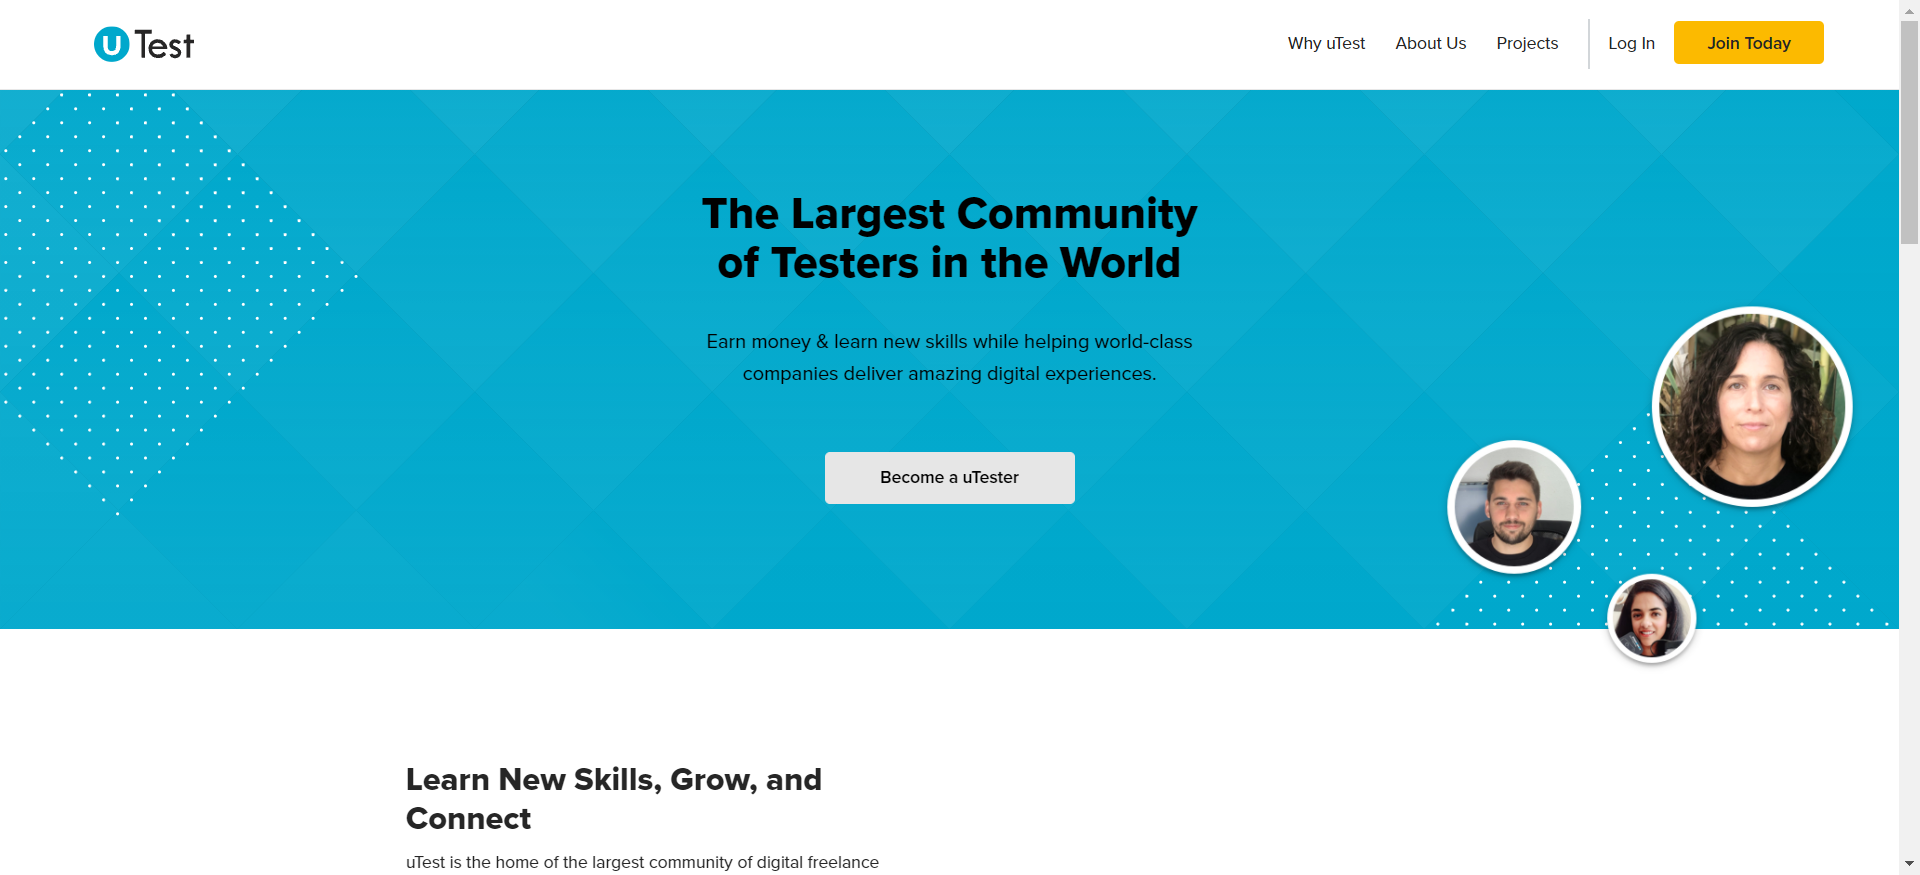 uTest
Why uTest
About Us
Projects
Log In
Join Today
The Largest Community
of Testers in the World
Earn money & learn new skills while helping world-class
companies deliver amazing digital experiences.
Become a uTester
Learn New Skills, Grow, and
Connect
uTest is the home of the largest community of digital freelance